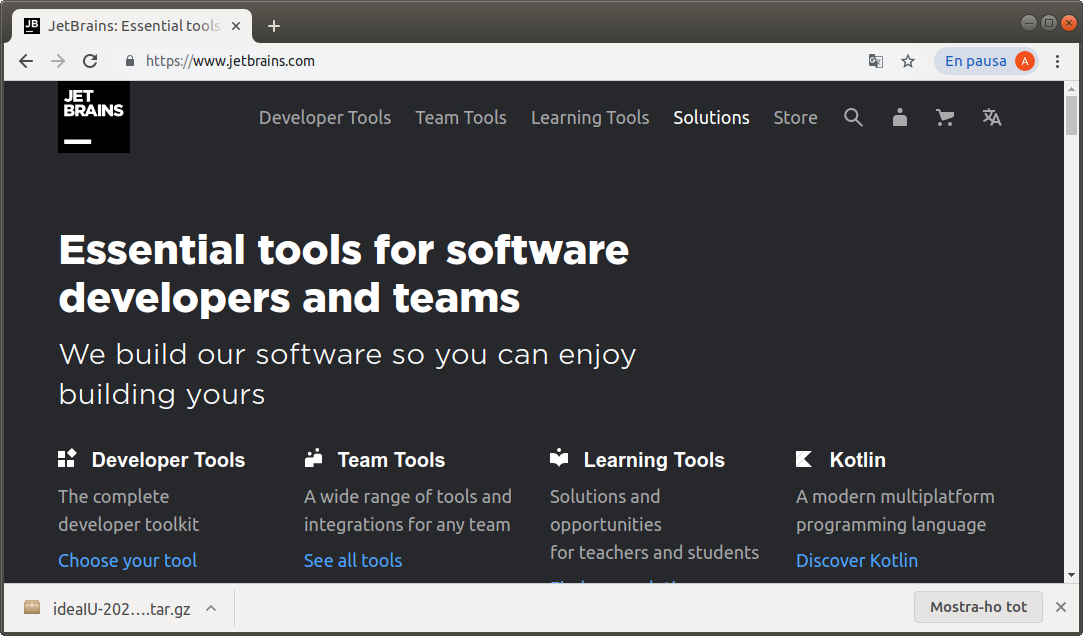 JB JetBrains: Essential tools
https://www.jetbrains.com
En pausa A
JET
BRAINS
Developer Tools Team Tools Learning Tools Solutions Store
Essential tools for software
developers and teams
We build our software so you can enjoy
building yours
Developer Tools
The complete
developer toolkit
Choose your tool
Team Tools
A wide range of tools and
integrations for any team
See all tools
Learning Tools
Solutions and
opportunities
for teachers and students
Kotlin
A modern multiplatform
programming language
Discover Kotlin
ideaIU-202….tar.gz
Mostra-ho tot